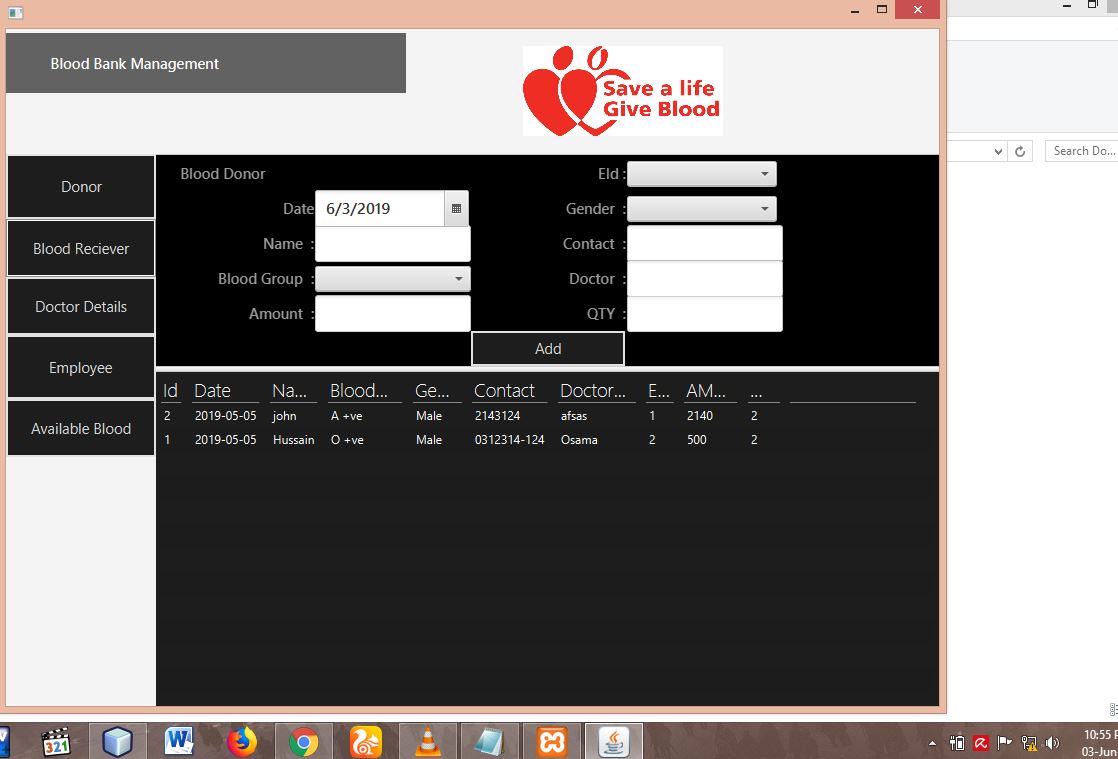 Blood Bank Management
Save a life
Give Blood
Search Do...
Donor
Blood Reciever
Doctor Details
Employee
Available Blood
Blood Donor
EId :
Date 6/3/2019
Gender :
Name :
Contact :
Blood Group :
Doctor :
Amount :
QTY :
Add
Id Date Na... Blood... Ge... Contact Doctor... E... AM... ...
2 2019-05-05 john A +ve Male 2143124 afsas 1 2140 2
1 2019-05-05 Hussain O +ve Male 0312314-124 Osama 2 500 2
321
10:55 P
03-Jun-